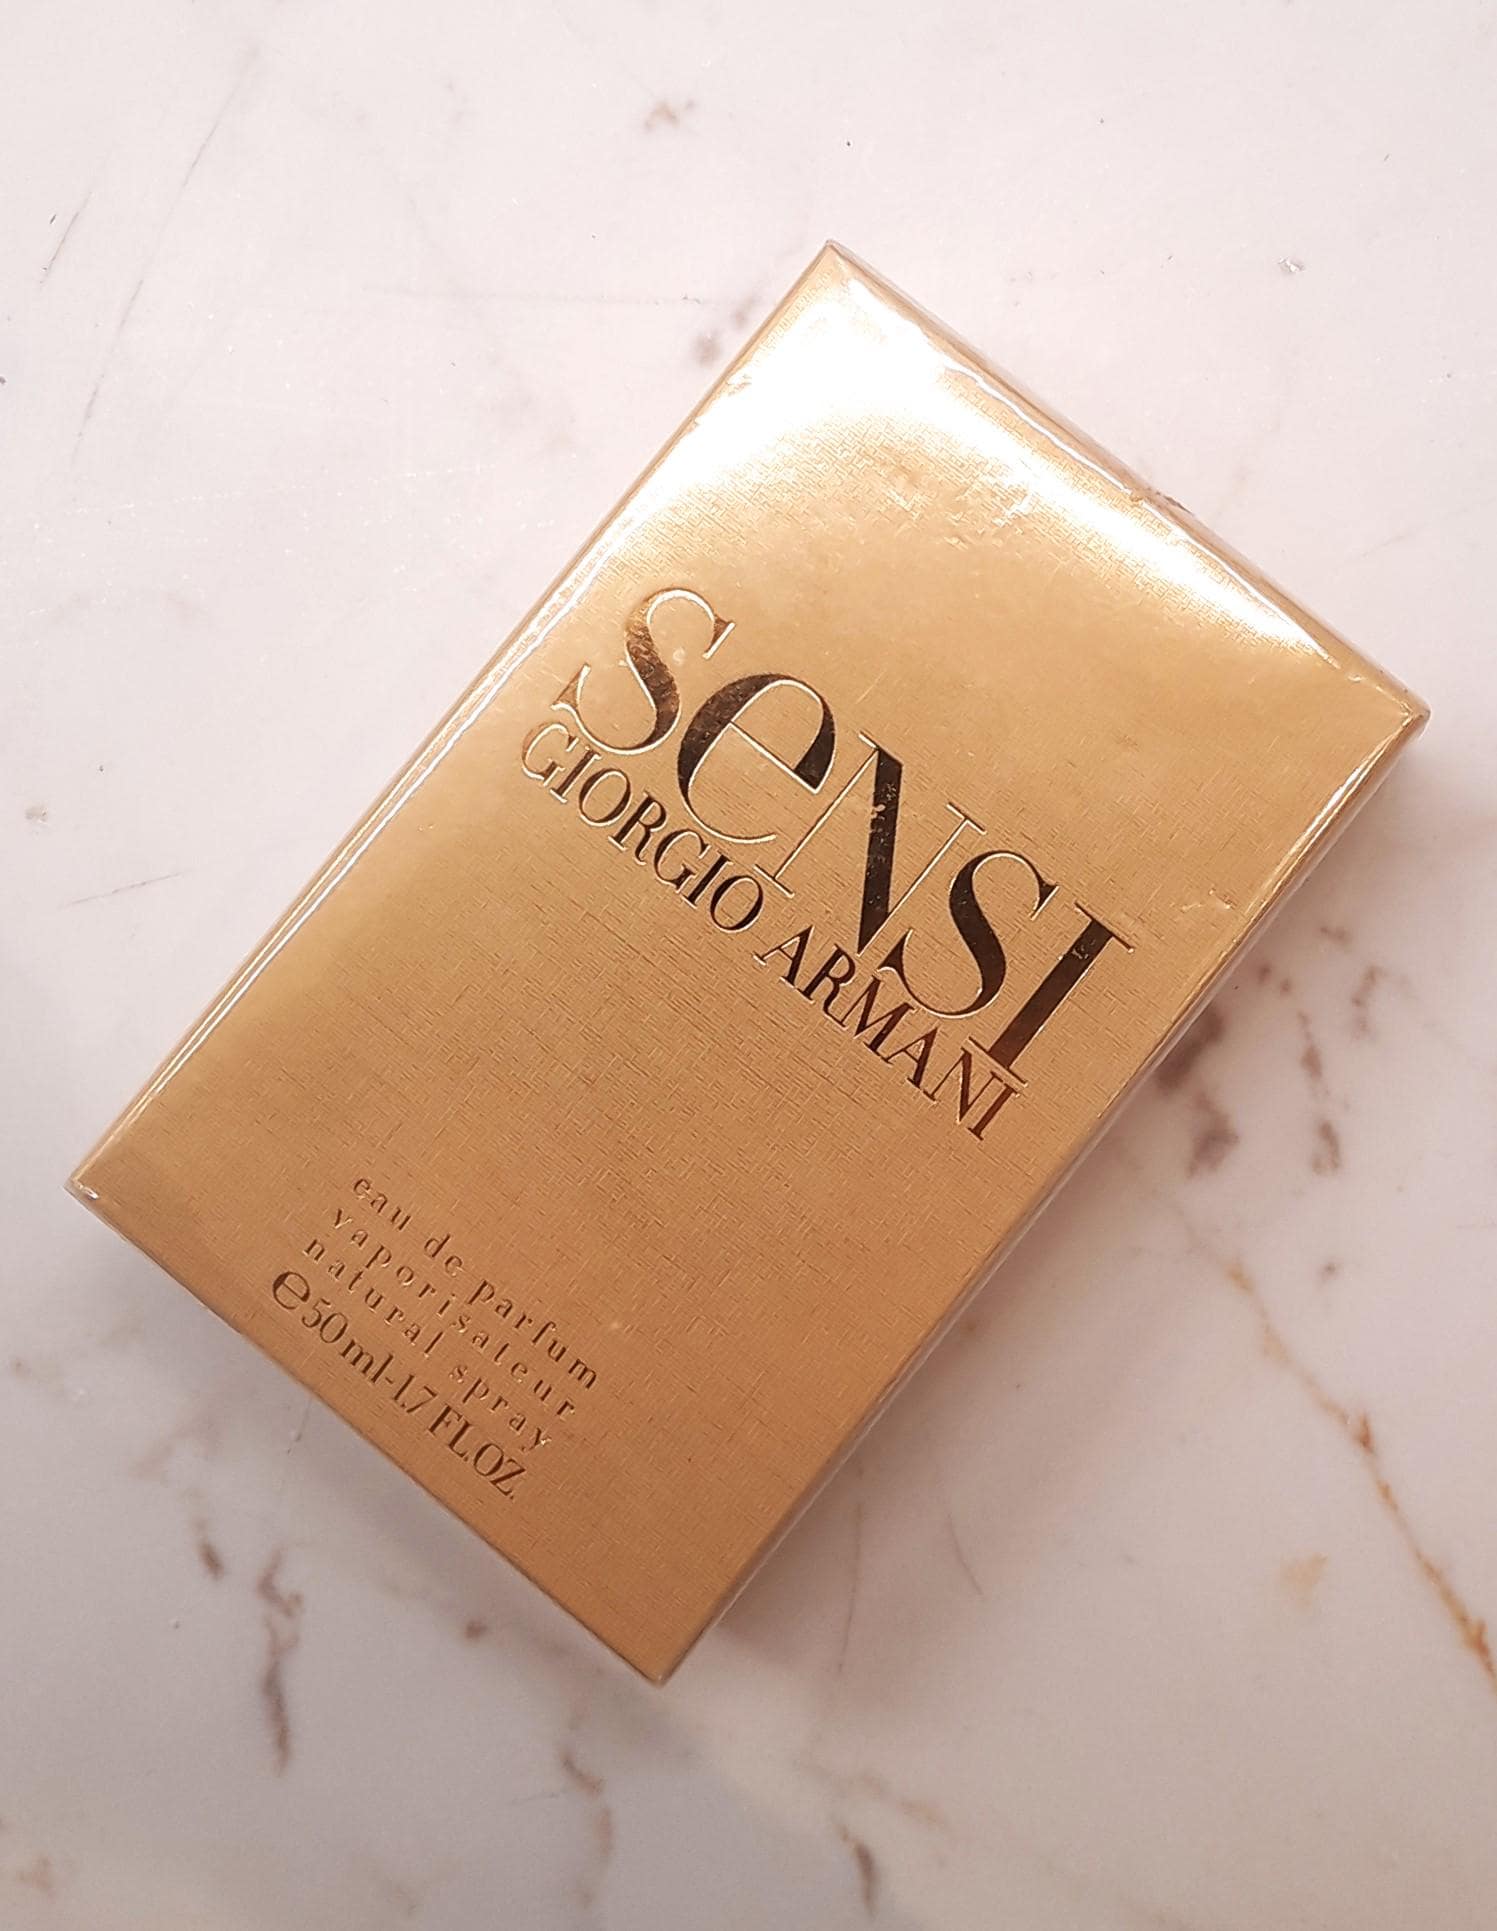 SeNSI
GIORGIO ARMANI
eau de parfum
vaporisateur
natural spray
℮50ml-1.7 FL.OZ.